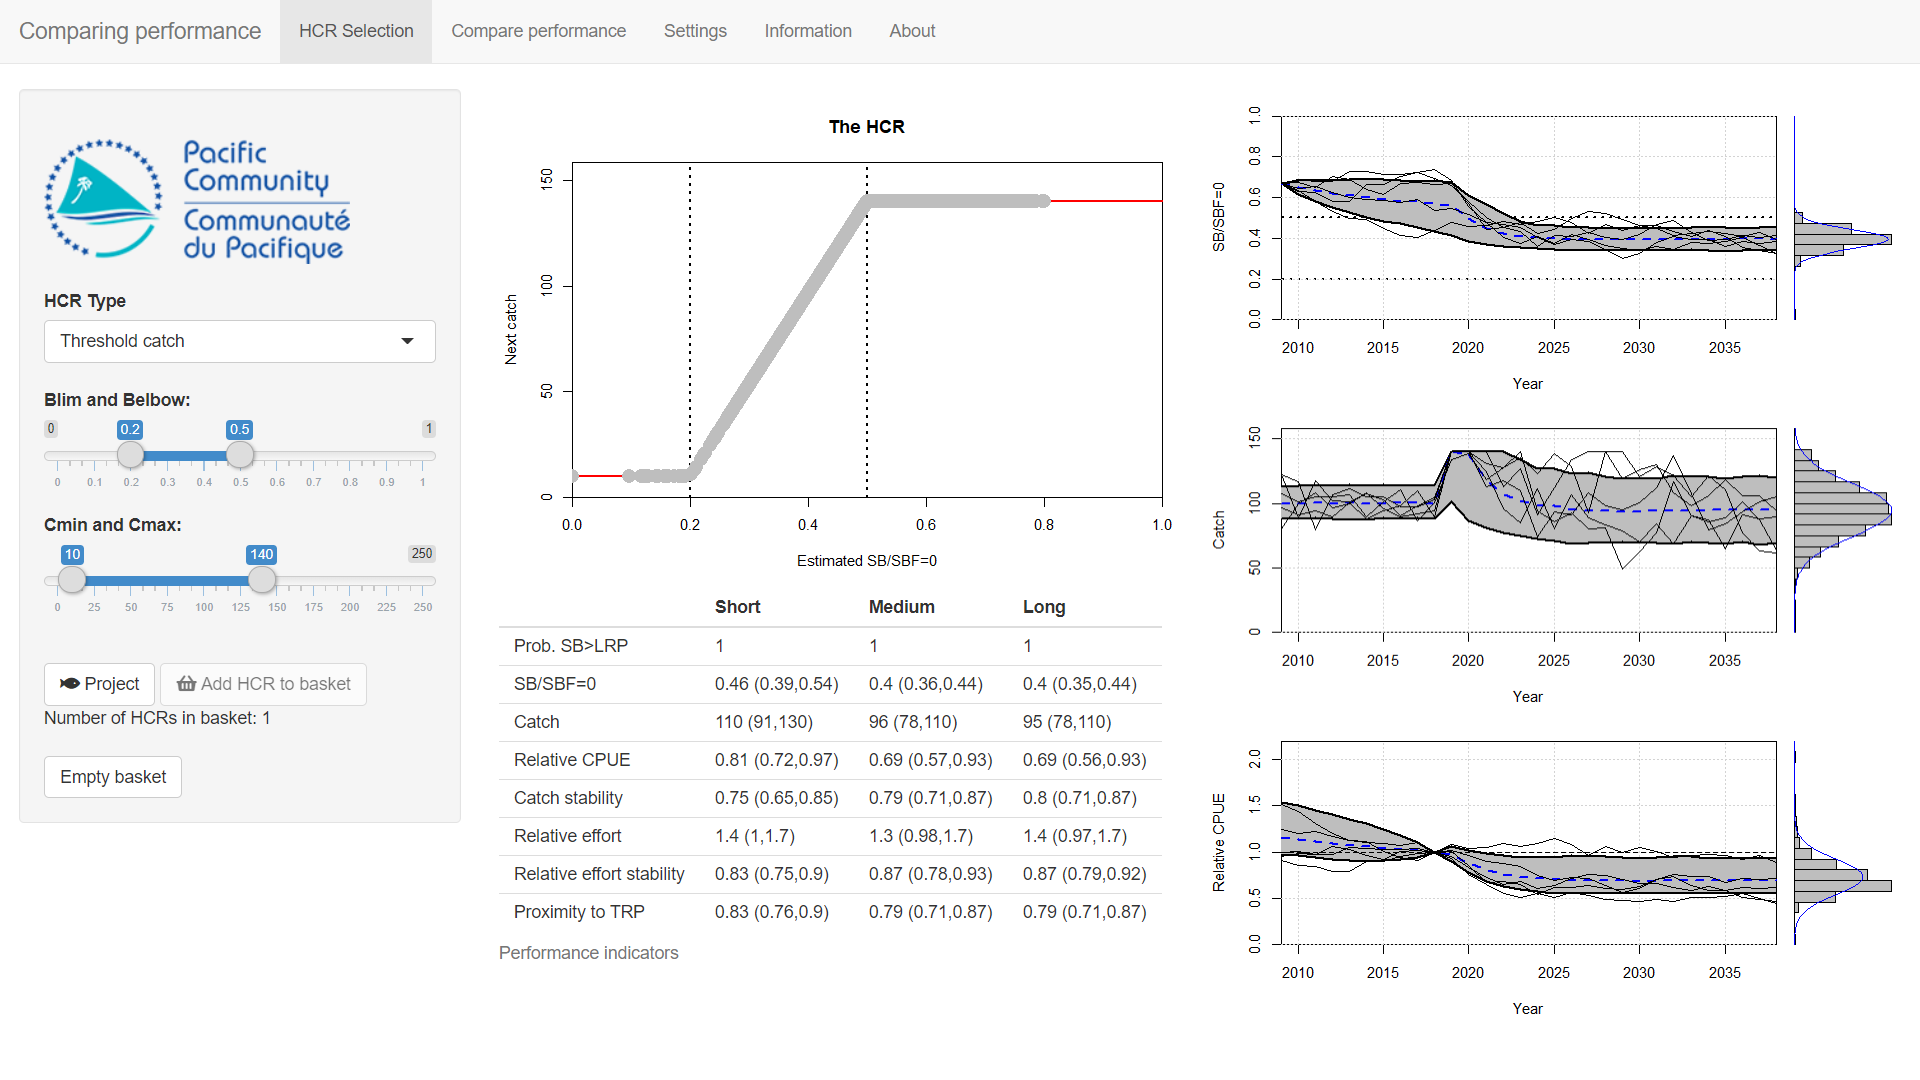 Comparing performance HCR Selection Compare performance Settings Information About
Pacific
Community
Communauté
du Pacifique
HCR Type
Threshold catch
Blim and Belbow:
0 0.2 0.5 1
0 0.1 0.2 0.3 0.4 0.5 0.6 0.7 0.8 0.9 1
Cmin and Cmax:
10 140 250
0 25 50 75 100 125 150 175 200 225 250
Project Add HCR to basket
Number of HCRs in basket: 1
Empty basket
The HCR
Next catch
0 50 100 150
0.0 0.2 0.4 0.6 0.8 1.0
Estimated SB/SBF=0
Short Medium Long
Prob. SB>LRP 1 1 1
SB/SBF=0 0.46 (0.39,0.54) 0.4 (0.36,0.44) 0.4 (0.35,0.44)
Catch 110 (91,130) 96 (78,110) 95 (78,110)
Relative CPUE 0.81 (0.72,0.97) 0.69 (0.57,0.93) 0.69 (0.56,0.93)
Catch stability 0.75 (0.65,0.85) 0.79 (0.71,0.87) 0.8 (0.71,0.87)
Relative effort 1.4 (1,1.7) 1.3 (0.98,1.7) 1.4 (0.97,1.7)
Relative effort stability 0.83 (0.75,0.9) 0.87 (0.78,0.93) 0.87 (0.79,0.92)
Proximity to TRP 0.83 (0.76,0.9) 0.79 (0.71,0.87) 0.79 (0.71,0.87)
Performance indicators
SB/SBF=0
0.0 0.2 0.4 0.6 0.8 1.0
2010 2015 2020 2025 2030 2035
Year
Catch
0 50 100 150
2010 2015 2020 2025 2030 2035
Year
Relative CPUE
0.0 0.5 1.0 1.5 2.0
2010 2015 2020 2025 2030 2035
Year